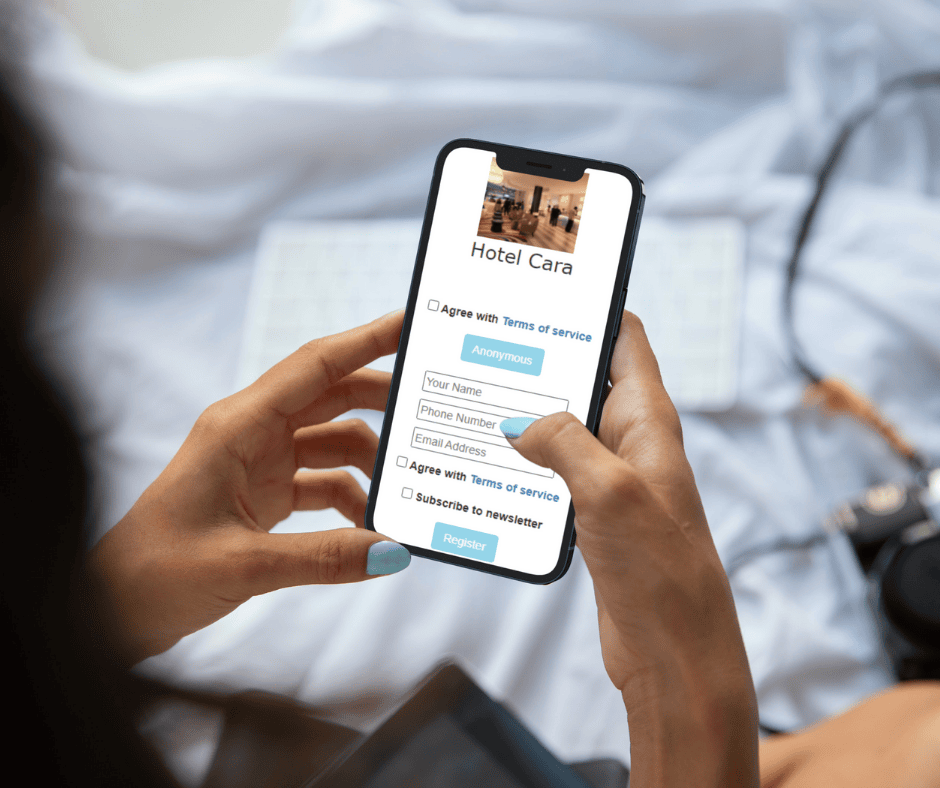 Hotel Cara
Agree with Terms of service
Anonymous
Your Name
Phone Number
Email Address
Agree with Terms of service
Subscribe to newsletter
Register